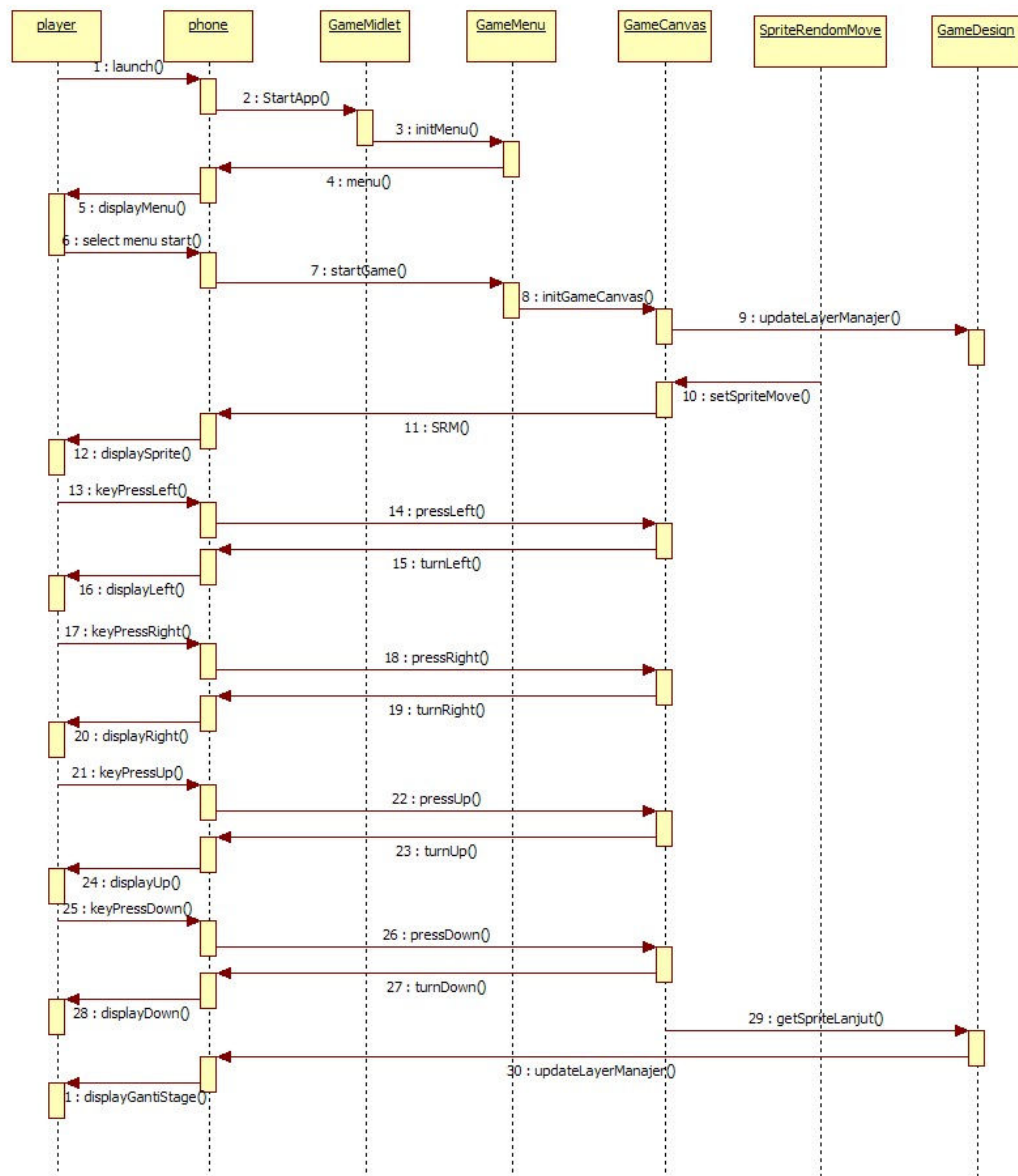 player
phone
GameMidlet
GameMenu
GameCanvas
SpriteRendomMove
GameDesign
1 : launch()
2 : StartApp()
3 : initMenu()
4 : menu()
5 : displayMenu()
6 : select menu start()
7 : startGame()
8 : initGameCanvas()
9 : updateLayerManajer()
10 : setSpriteMove()
11 : SRM()
12 : displaySprite()
13 : keyPressLeft()
14 : pressLeft()
15 : turnLeft()
16 : displayLeft()
17 : keyPressRight()
18 : pressRight()
19 : turnRight()
20 : displayRight()
21 : keyPressUp()
22 : pressUp()
23 : turnUp()
24 : displayUp()
25 : keyPressDown()
26 : pressDown()
27 : turnDown()
28 : displayDown()
29 : getSpriteLanjut()
30 : updateLayerManajer()
1 : displayGantiStage()